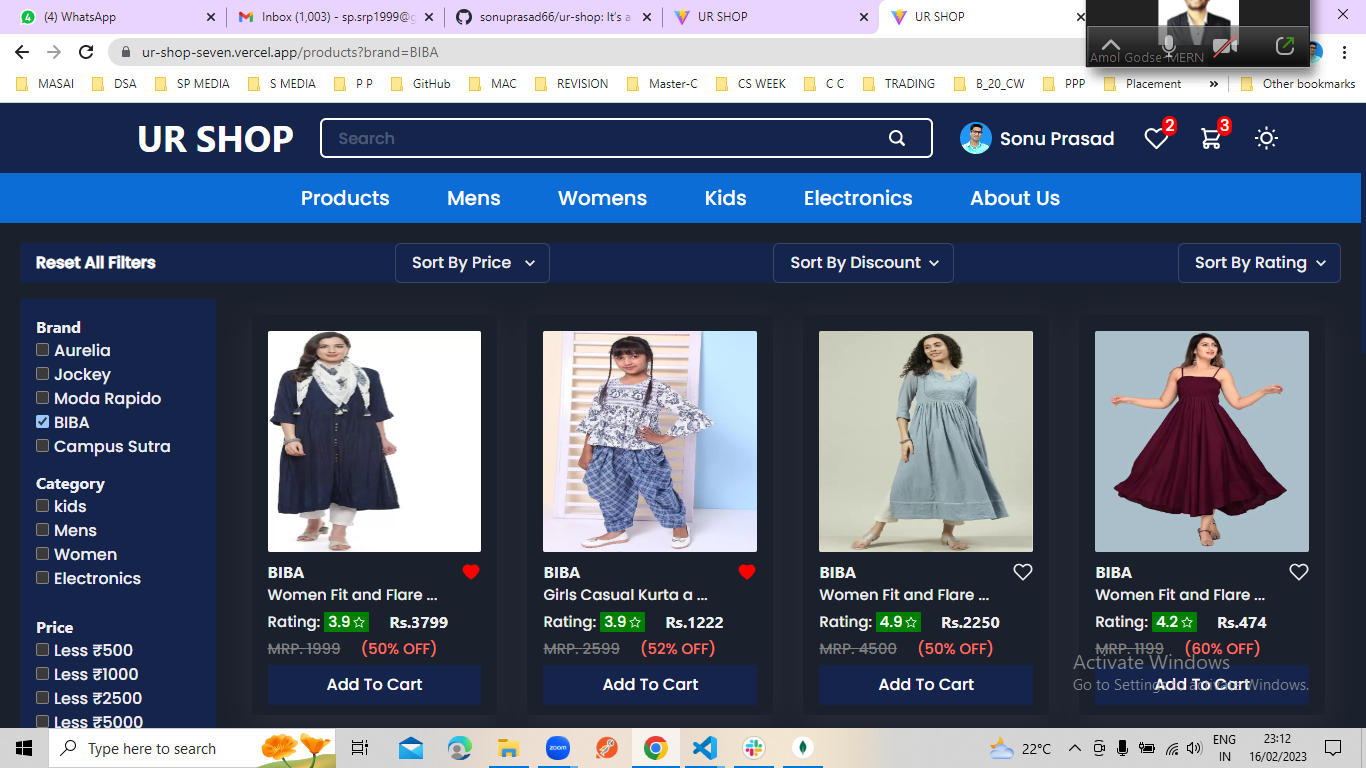 (4) WhatsApp
Inbox (1,003) - sp.srp1999@g
sonuprasad66/ur-shop: It's a
UR SHOP
UR SHOP
ur-shop-seven.vercel.app/products?brand=BIBA
Amol Godse-MERN
MASAI DSA SP MEDIA S MEDIA P P GitHub MAC REVISION Master-C CS WEEK C C TRADING B_20_CW PPP Placement » Other bookmarks
UR SHOP Search Sonu Prasad 2 3
Products Mens Womens Kids Electronics About Us
Reset All Filters Sort By Price Sort By Discount Sort By Rating
Brand
Aurelia
Jockey
Moda Rapido
BIBA
Campus Sutra
Category
kids
Mens
Women
Electronics
Price
Less ₹500
Less ₹1000
Less ₹2500
Less ₹5000
BIBA
Women Fit and Flare ...
Rating: 3.9 Rs.3799
MRP. 1999 (50% OFF)
Add To Cart
BIBA
Girls Casual Kurta a ...
Rating: 3.9 Rs.1222
MRP. 2599 (52% OFF)
Add To Cart
BIBA
Women Fit and Flare ...
Rating: 4.9 Rs.2250
MRP. 4500 (50% OFF)
Add To Cart
BIBA
Women Fit and Flare ...
Rating: 4.2 Rs.474
MRP. 1199 (60% OFF)
Add To Cart
Activate Windows
Go to Settings to activate Windows.
Type here to search
zoom
22°C
ENG
IN
23:12
16/02/2023